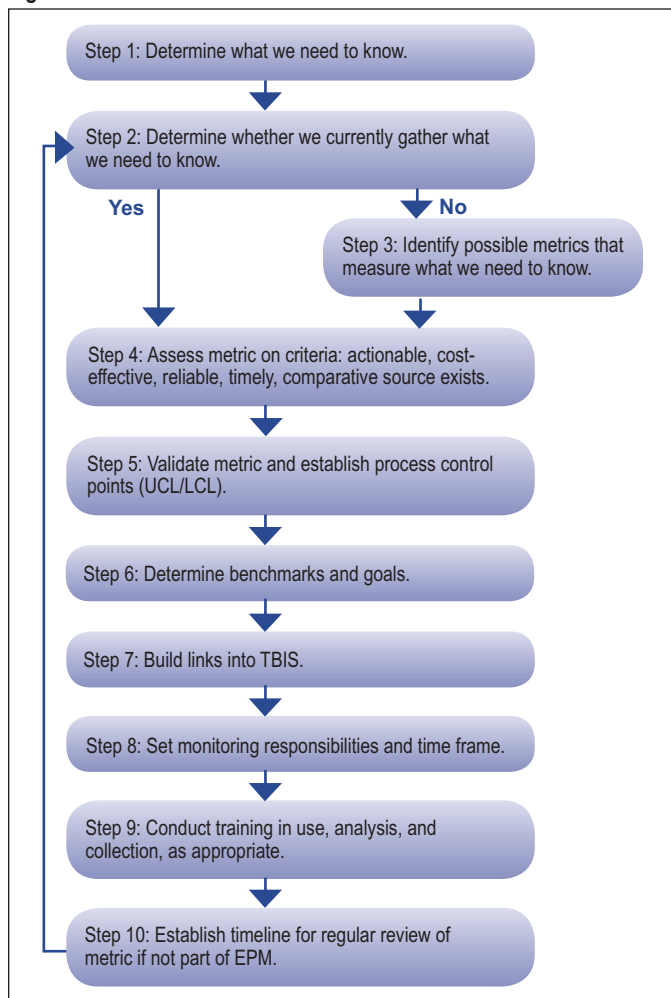 Step 1: Determine what we need to know.
Step 2: Determine whether we currently gather what
we need to know.
Yes
No
Step 3: Identify possible metrics that
measure what we need to know.
Step 4: Assess metric on criteria: actionable, cost-
effective, reliable, timely, comparative source exists.
Step 5: Validate metric and establish process control
points (UCL/LCL).
Step 6: Determine benchmarks and goals.
Step 7: Build links into TBIS.
Step 8: Set monitoring responsibilities and time frame.
Step 9: Conduct training in use, analysis, and
collection, as appropriate.
Step 10: Establish timeline for regular review of
metric if not part of EPM.